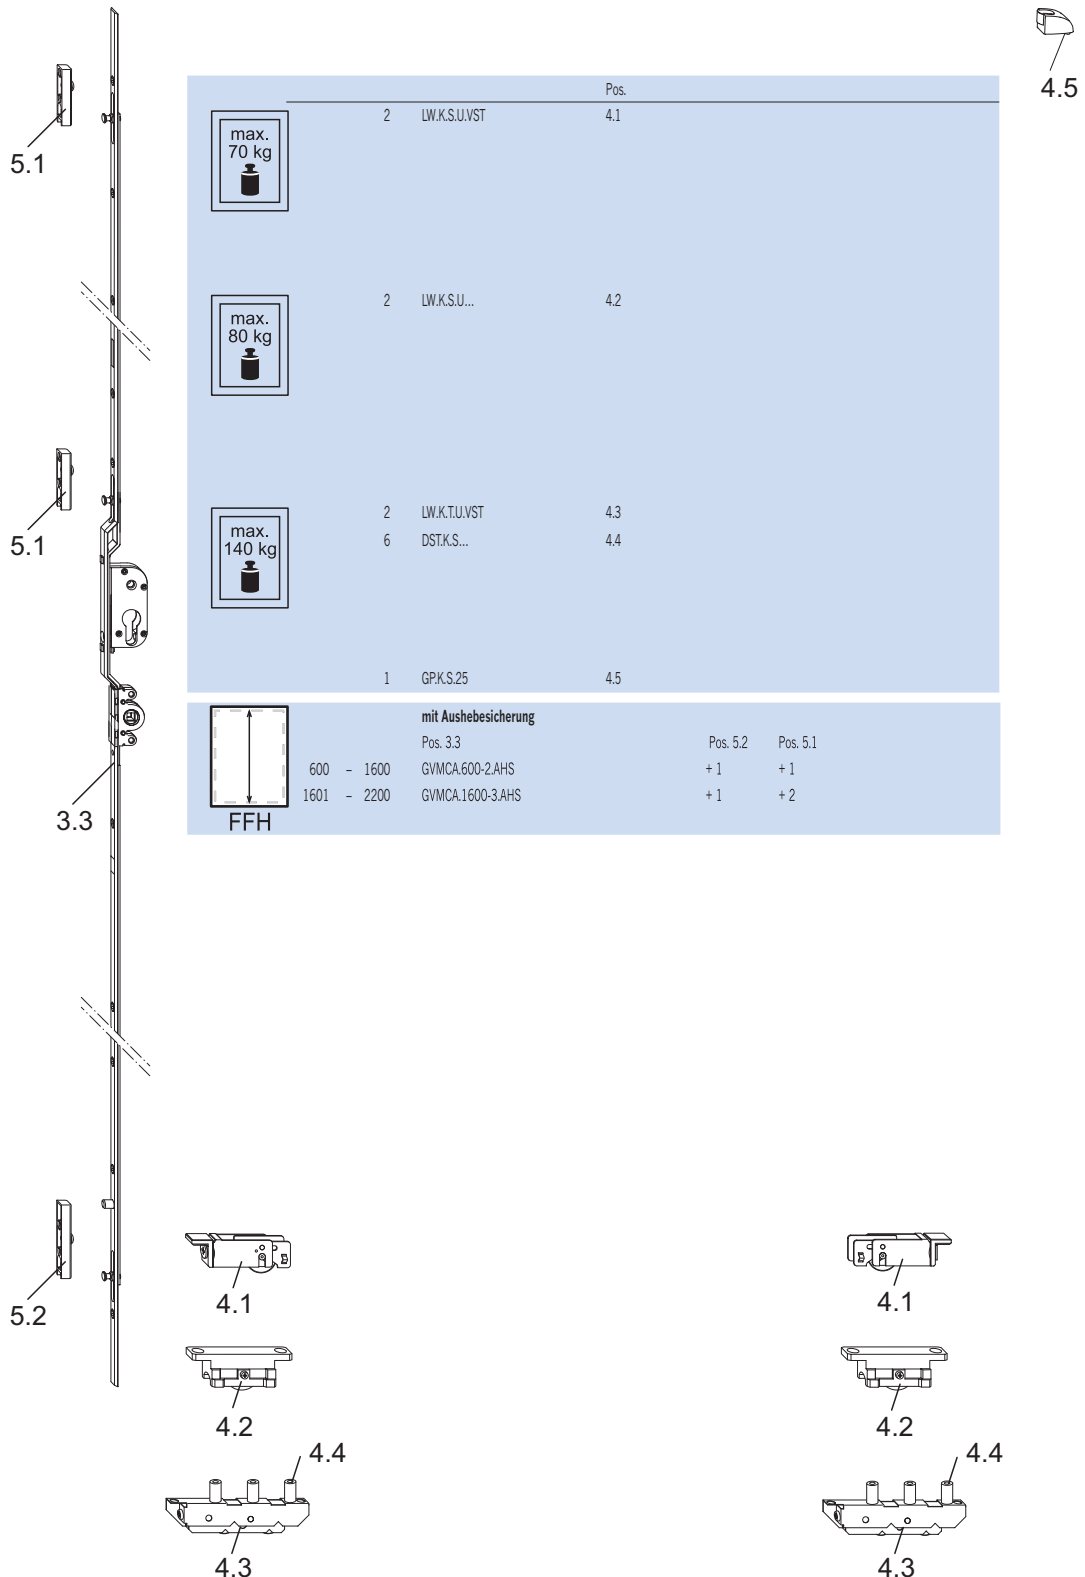 4.5
5.1
Pos.
max.
70 kg
2 LW.K.S.U.VST 4.1
max.
80 kg
2 LW.K.S.U... 4.2
5.1
max.
140 kg
2 LW.K.T.U.VST 4.3
6 DST.K.S... 4.4
1 GP.K.S.25 4.5
mit Aushebesicherung
Pos. 3.3 Pos. 5.2 Pos. 5.1
600 – 1600 GVMCA.600-2.AHS + 1 + 1
1601 – 2200 GVMCA.1600-3.AHS + 1 + 2
FFH
3.3
5.2
4.1 4.1
4.2 4.2
4.4 4.4
4.3 4.3